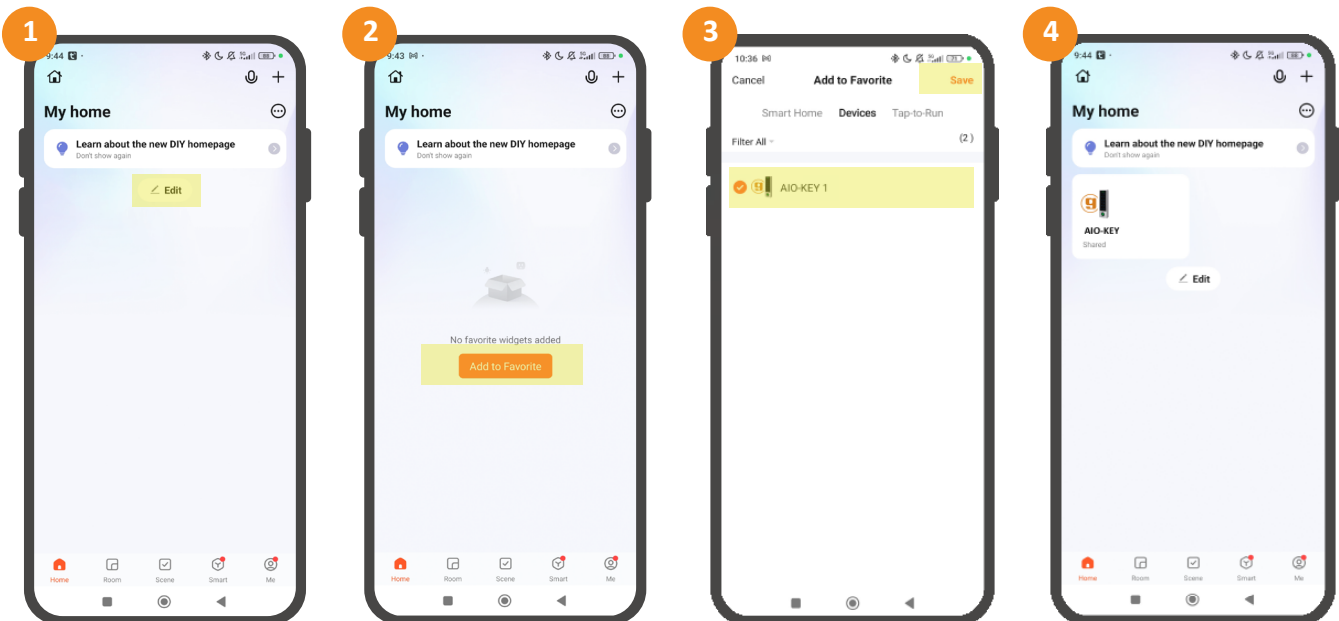 1
9:44
My home
Learn about the new DIY homepage
Don't show again
Edit
Home Room Scene Smart Me
2
9:43
My home
Learn about the new DIY homepage
Don't show again
No favorite widgets added
Add to Favorite
Home Room Scene Smart Me
3
10:36
Cancel Add to Favorite Save
Smart Home Devices Tap-to-Run
Filter All (2)
AIO-KEY 1
4
9:44
My home
Learn about the new DIY homepage
Don't show again
AIO-KEY
Shared
Edit
Home Room Scene Smart Me